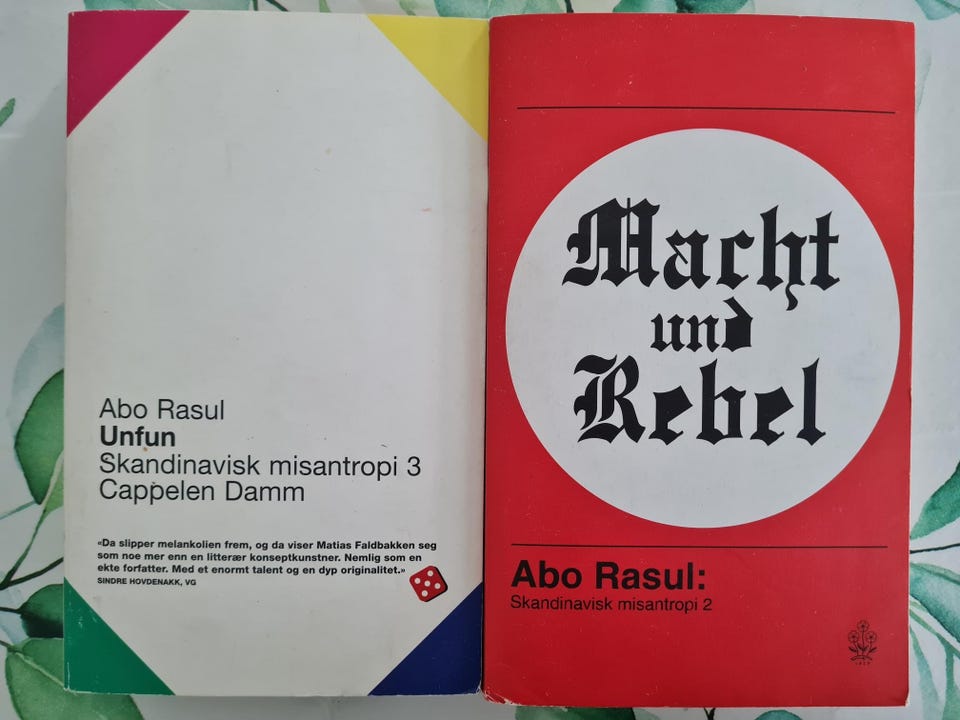 Abo Rasul
Unfun
Skandinavisk misantropi 3
Cappelen Damm
«Da slipper melankolien frem, og da viser Matias Faldbakken seg
som noe mer enn en litterær konseptkunstner. Nemlig som en
ekte forfatter. Med et enormt talent og en dyp originalitet.»
SINDRE HOVDENAKK, VG
Macht
und
Rebel
Abo Rasul:
Skandinavisk misantropi 2
1829